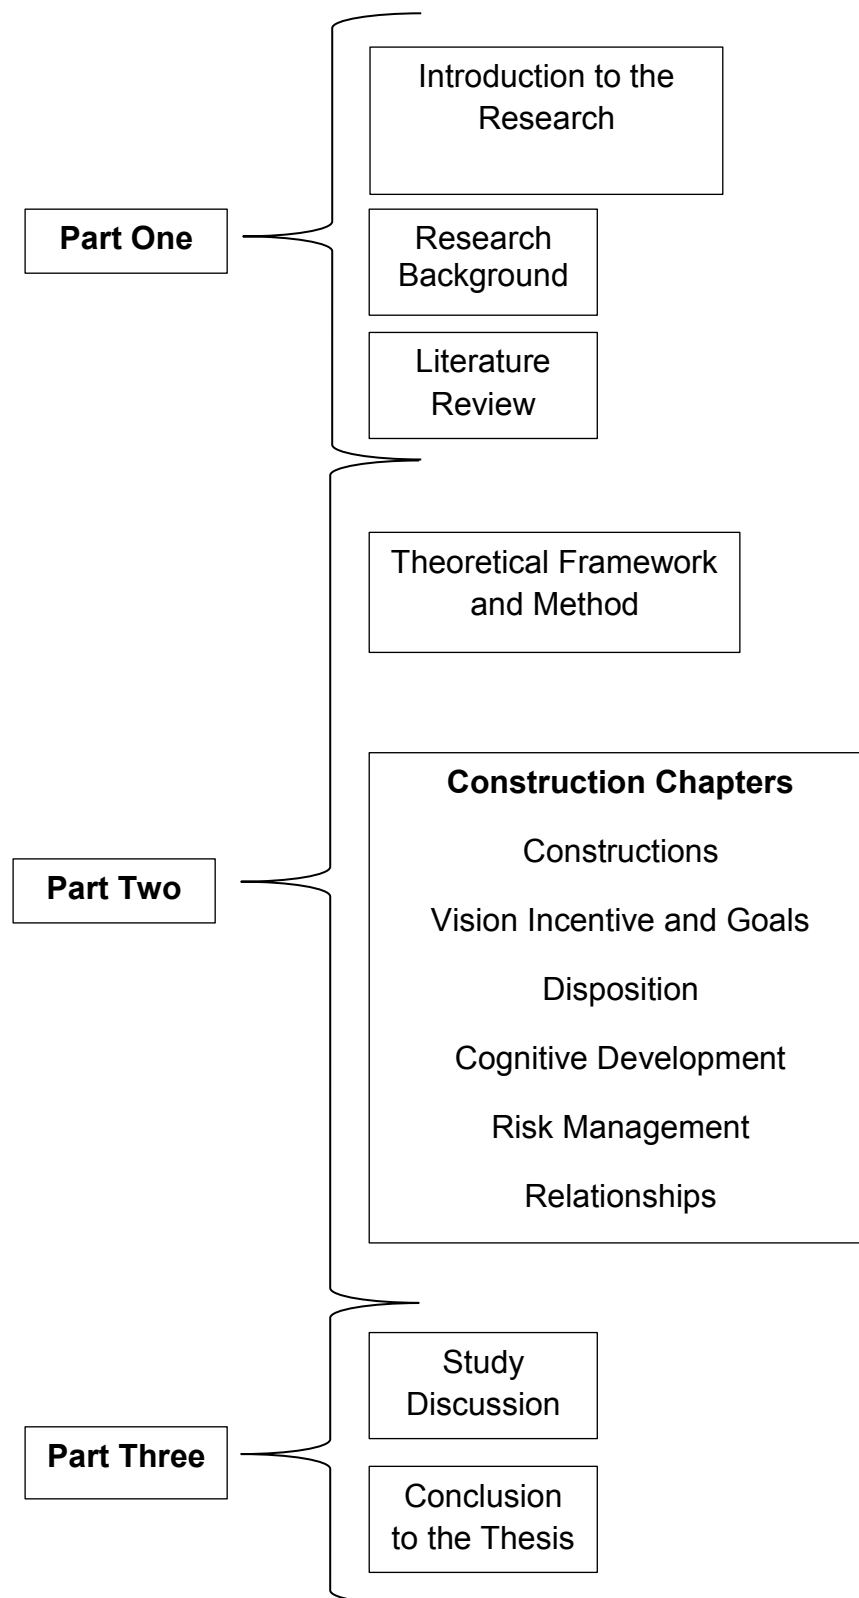 Part One
Introduction to the
Research
Research
Background
Literature
Review
Part Two
Theoretical Framework
and Method
Construction Chapters
Constructions
Vision Incentive and Goals
Disposition
Cognitive Development
Risk Management
Relationships
Part Three
Study
Discussion
Conclusion
to the Thesis